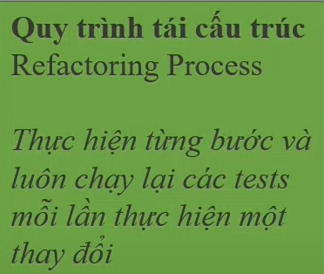 Quy trình tái cấu trúc
Refactoring Process
Thực hiện từng bước và
luôn chạy lại các tests
mỗi lần thực hiện một
thay đổi